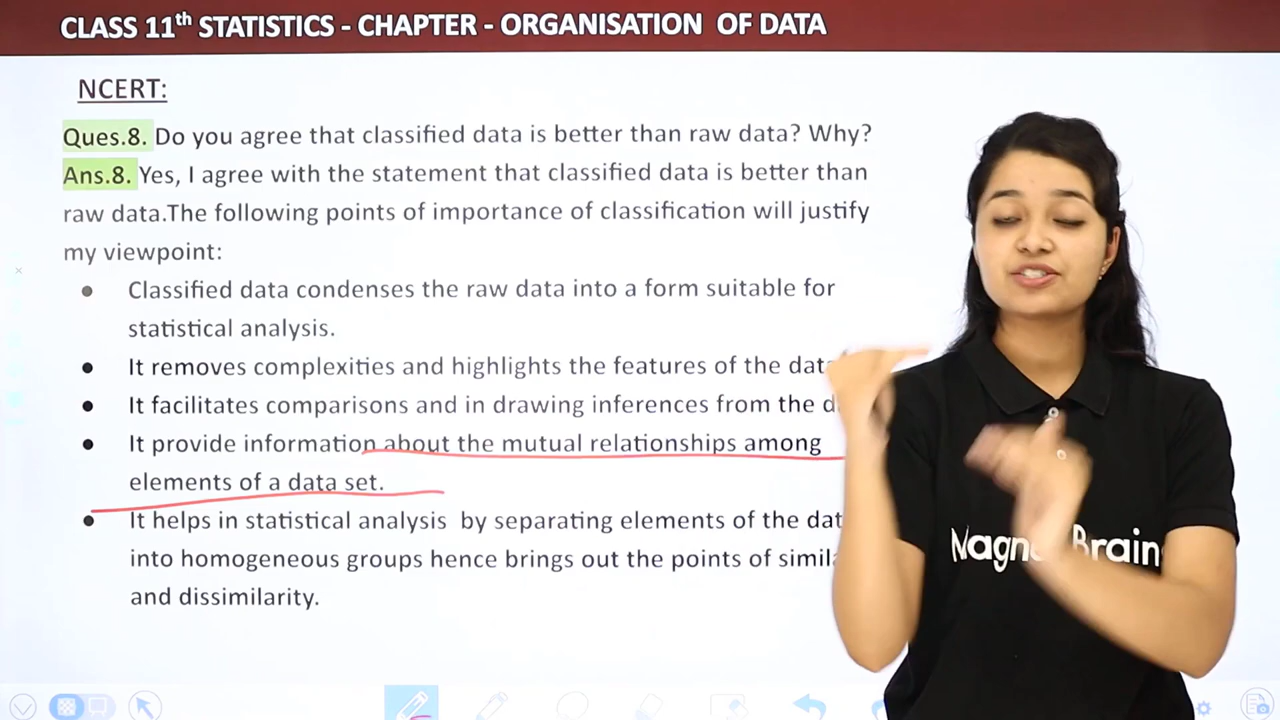 CLASS 11th STATISTICS - CHAPTER - ORGANISATION OF DATA
NCERT:
Ques.8. Do you agree that classified data is better than raw data? Why?
Ans.8. Yes, I agree with the statement that classified data is better than
raw data.The following points of importance of classification will justify
my viewpoint:
● Classified data condenses the raw data into a form suitable for
statistical analysis.
● It removes complexities and highlights the features of the
● It facilitates comparisons and in drawing inferences from the
● It provide information about the mutual relationships among
elements of a data set.
● It helps in statistical analysis by separating elements of the
into homogeneous groups hence brings out the points of
and dissimilarity.
Brain